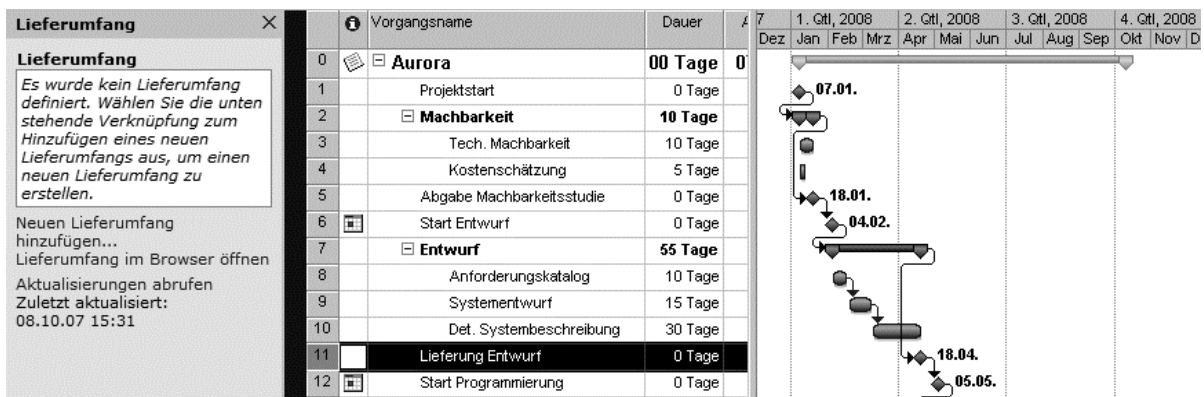 Lieferumfang
Lieferumfang
Es wurde kein Lieferumfang
definiert. Wählen Sie die unten
stehende Verknüpfung zum
Hinzufügen eines neuen
Lieferumfangs aus, um einen
neuen Lieferumfang zu
erstellen.
Neuen Lieferumfang
hinzufügen...
Lieferumfang im Browser öffnen
Aktualisierungen abrufen
Zuletzt aktualisiert:
08.10.07 15:31
Vorgangsname Dauer
0 Aurora 00 Tage 0
1 Projektstart 0 Tage
2 Machbarkeit 10 Tage
3 Tech. Machbarkeit 10 Tage
4 Kostenschätzung 5 Tage
5 Abgabe Machbarkeitsstudie 0 Tage
6 Start Entwurf 0 Tage
7 Entwurf 55 Tage
8 Anforderungskatalog 10 Tage
9 Systementwurf 15 Tage
10 Det. Systembeschreibung 30 Tage
11 Lieferung Entwurf 0 Tage
12 Start Programmierung 0 Tage
7 1. Qtl, 2008 2. Qtl, 2008 3. Qtl, 2008 4. Qtl, 2008
Dez Jan Feb Mrz Apr Mai Jun Jul Aug Sep Okt Nov D
07.01.
18.01.
04.02.
18.04.
05.05.